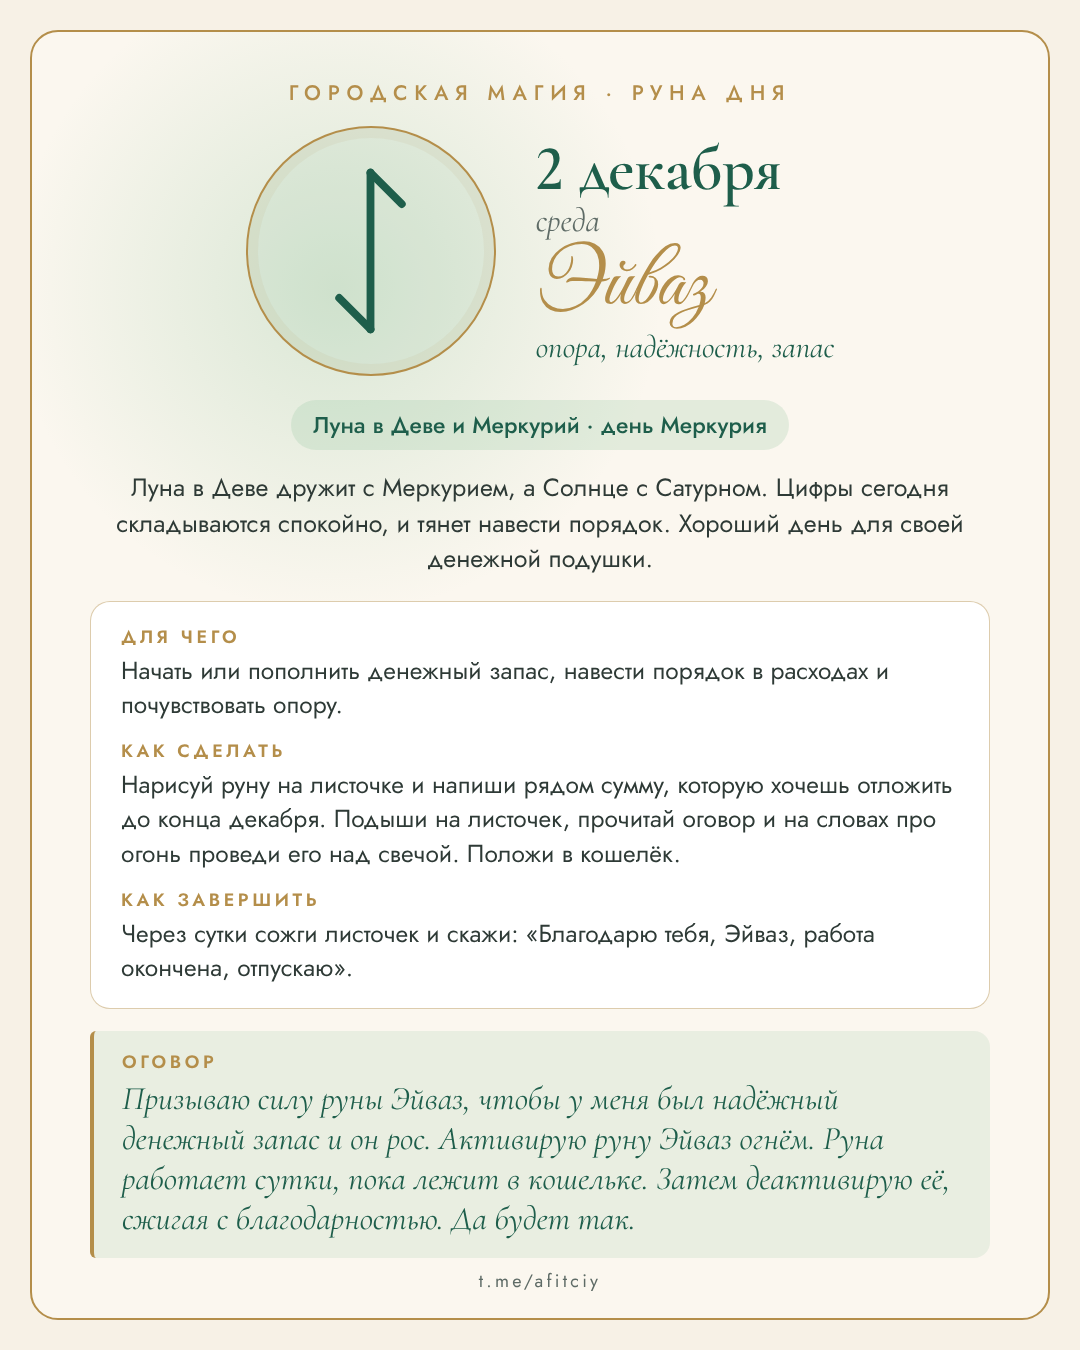 ГОРОДСКАЯ МАГИЯ · РУНА ДНЯ
2 декабря
среда
Эйваз
опора, надёжность, запас
Луна в Деве и Меркурий · день Меркурия
Луна в Деве дружит с Меркурием, а Солнце с Сатурном. Цифры сегодня
складываются спокойно, и тянет навести порядок. Хороший день для своей
денежной подушки.
ДЛЯ ЧЕГО
Начать или пополнить денежный запас, навести порядок в расходах и
почувствовать опору.
КАК СДЕЛАТЬ
Нарисуй руну на листочке и напиши рядом сумму, которую хочешь отложить
до конца декабря. Подыши на листочек, прочитай оговор и на словах про
огонь проведи его над свечой. Положи в кошелёк.
КАК ЗАВЕРШИТЬ
Через сутки сожги листочек и скажи: «Благодарю тебя, Эйваз, работа
окончена, отпускаю».
ОГОВОР
Призываю силу руны Эйваз, чтобы у меня был надёжный
денежный запас и он рос. Активирую руну Эйваз огнём. Руна
работает сутки, пока лежит в кошельке. Затем деактивирую её,
сжигая с благодарностью. Да будет так.
t.me/afitciy